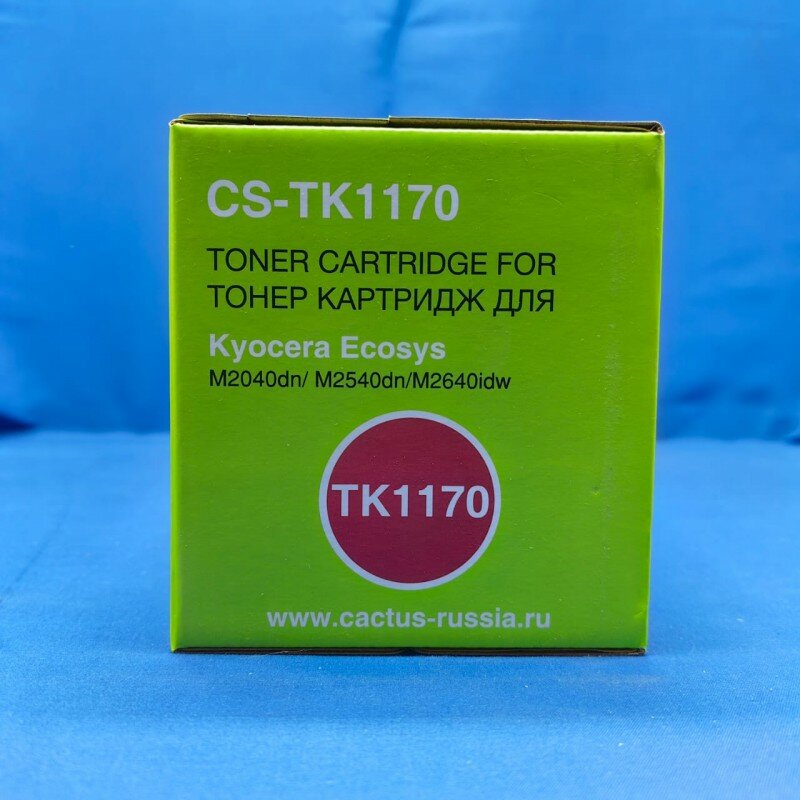 CS-TK1170
TONER CARTRIDGE FOR
ТОНЕР КАРТРИДЖ ДЛЯ
Kyocera Ecosys
M2040dn/ M2540dn/M2640idw
TK1170
www.cactus-russia.ru